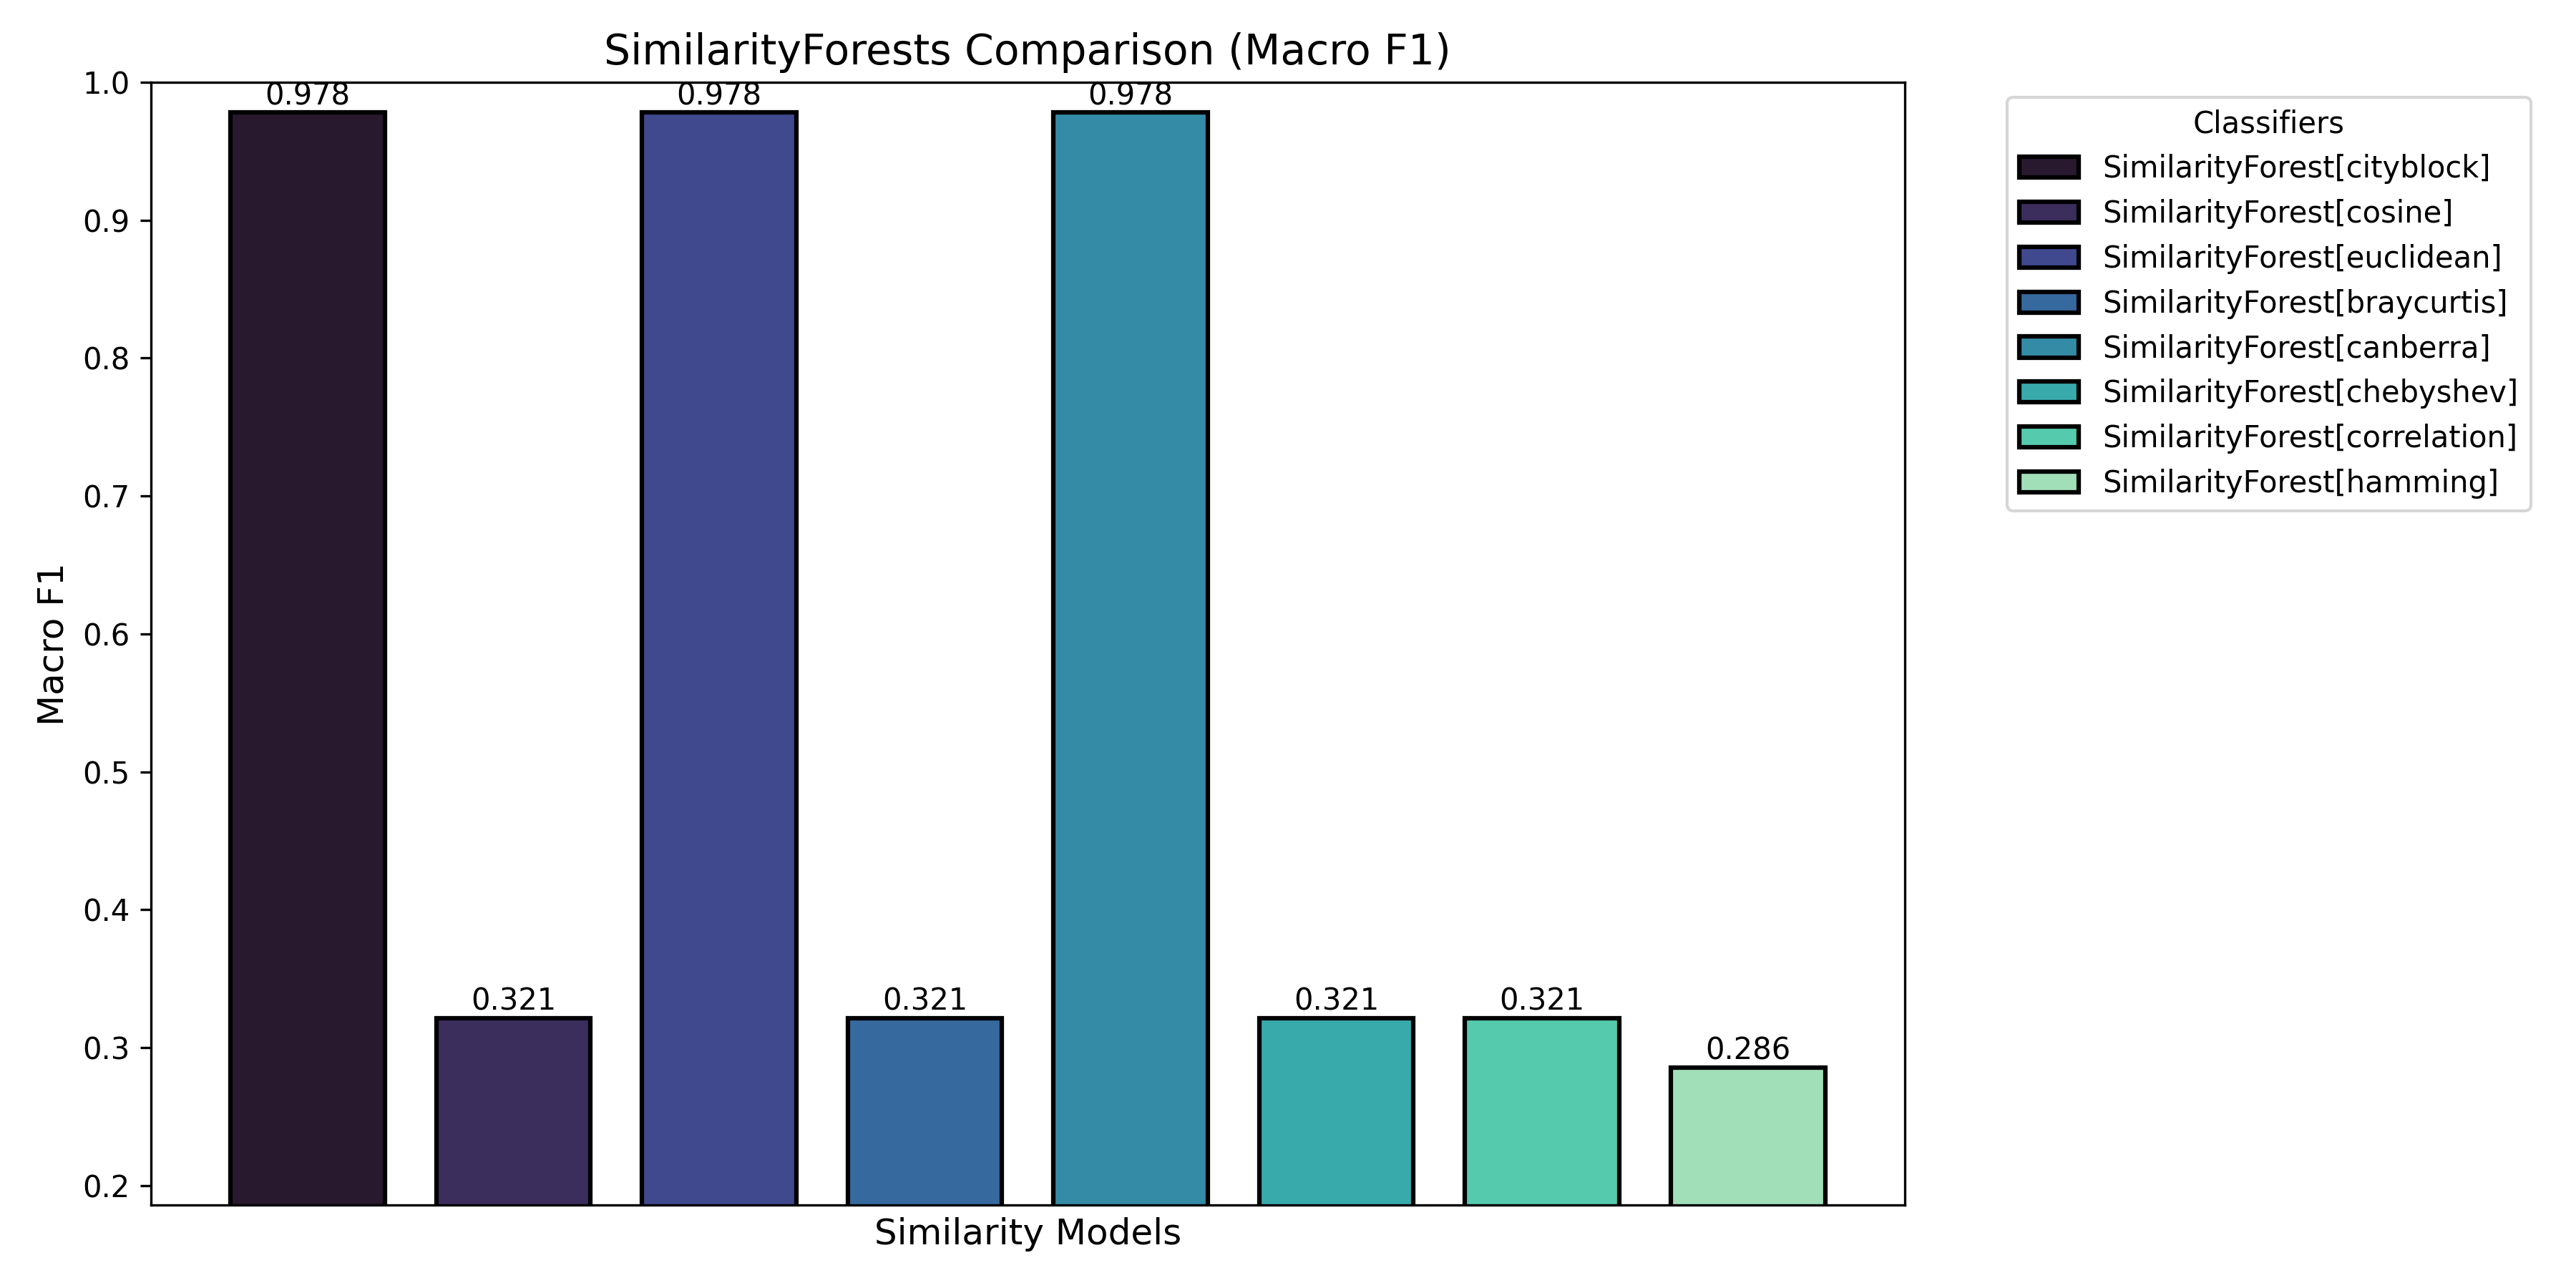 SimilarityForests Comparison (Macro F1)
Macro F1
1.0
0.9
0.8
0.7
0.6
0.5
0.4
0.3
0.2
0.978
0.321
0.978
0.321
0.978
0.321
0.321
0.286
Similarity Models
Classifiers
SimilarityForest[cityblock]
SimilarityForest[cosine]
SimilarityForest[euclidean]
SimilarityForest[braycurtis]
SimilarityForest[canberra]
SimilarityForest[chebyshev]
SimilarityForest[correlation]
SimilarityForest[hamming]